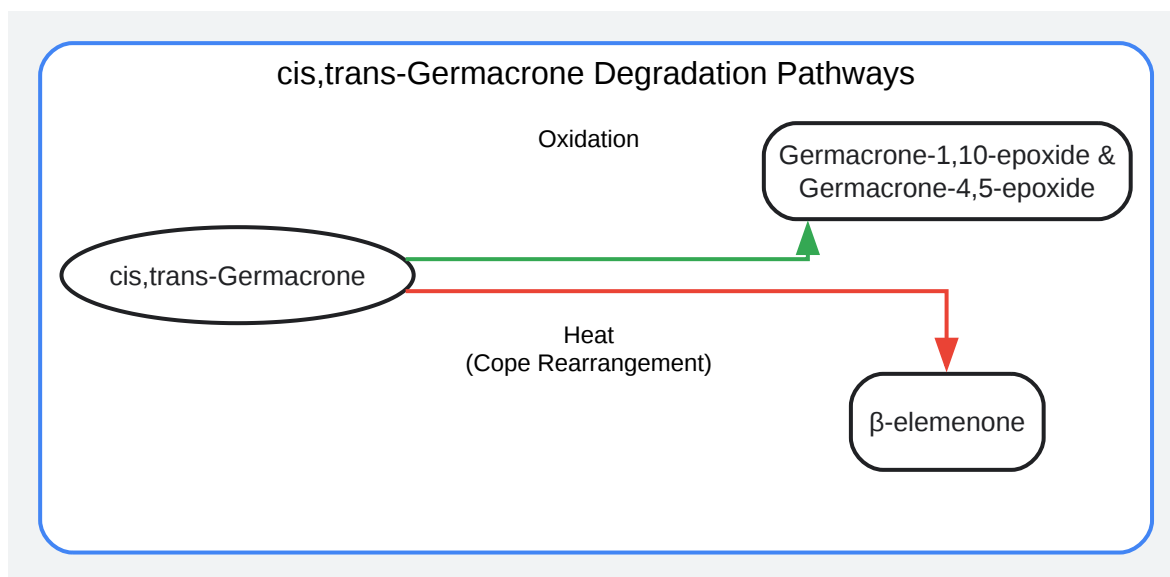 cis,trans-Germacrone Degradation Pathways
Oxidation
Germacrone-1,10-epoxide &
Germacrone-4,5-epoxide
cis,trans-Germacrone
Heat
(Cope Rearrangement)
β-elemenone